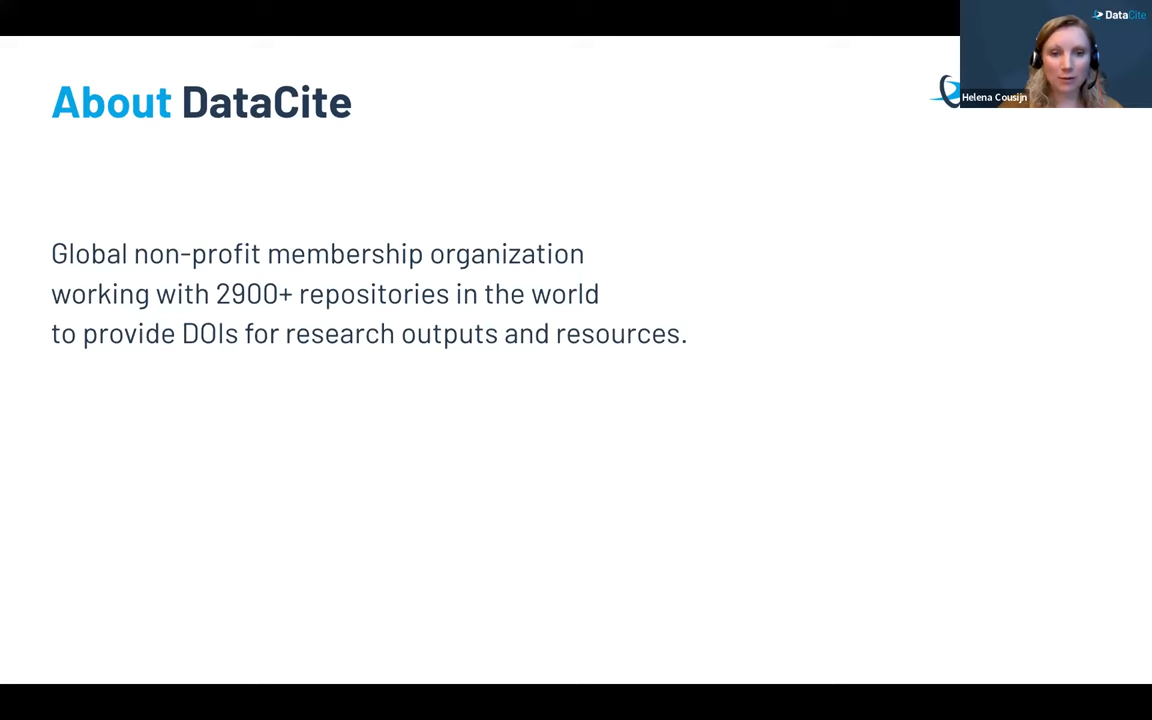 DataCite
About DataCite
Helena Cousijn
Global non-profit membership organization
working with 2900+ repositories in the world
to provide DOIs for research outputs and resources.